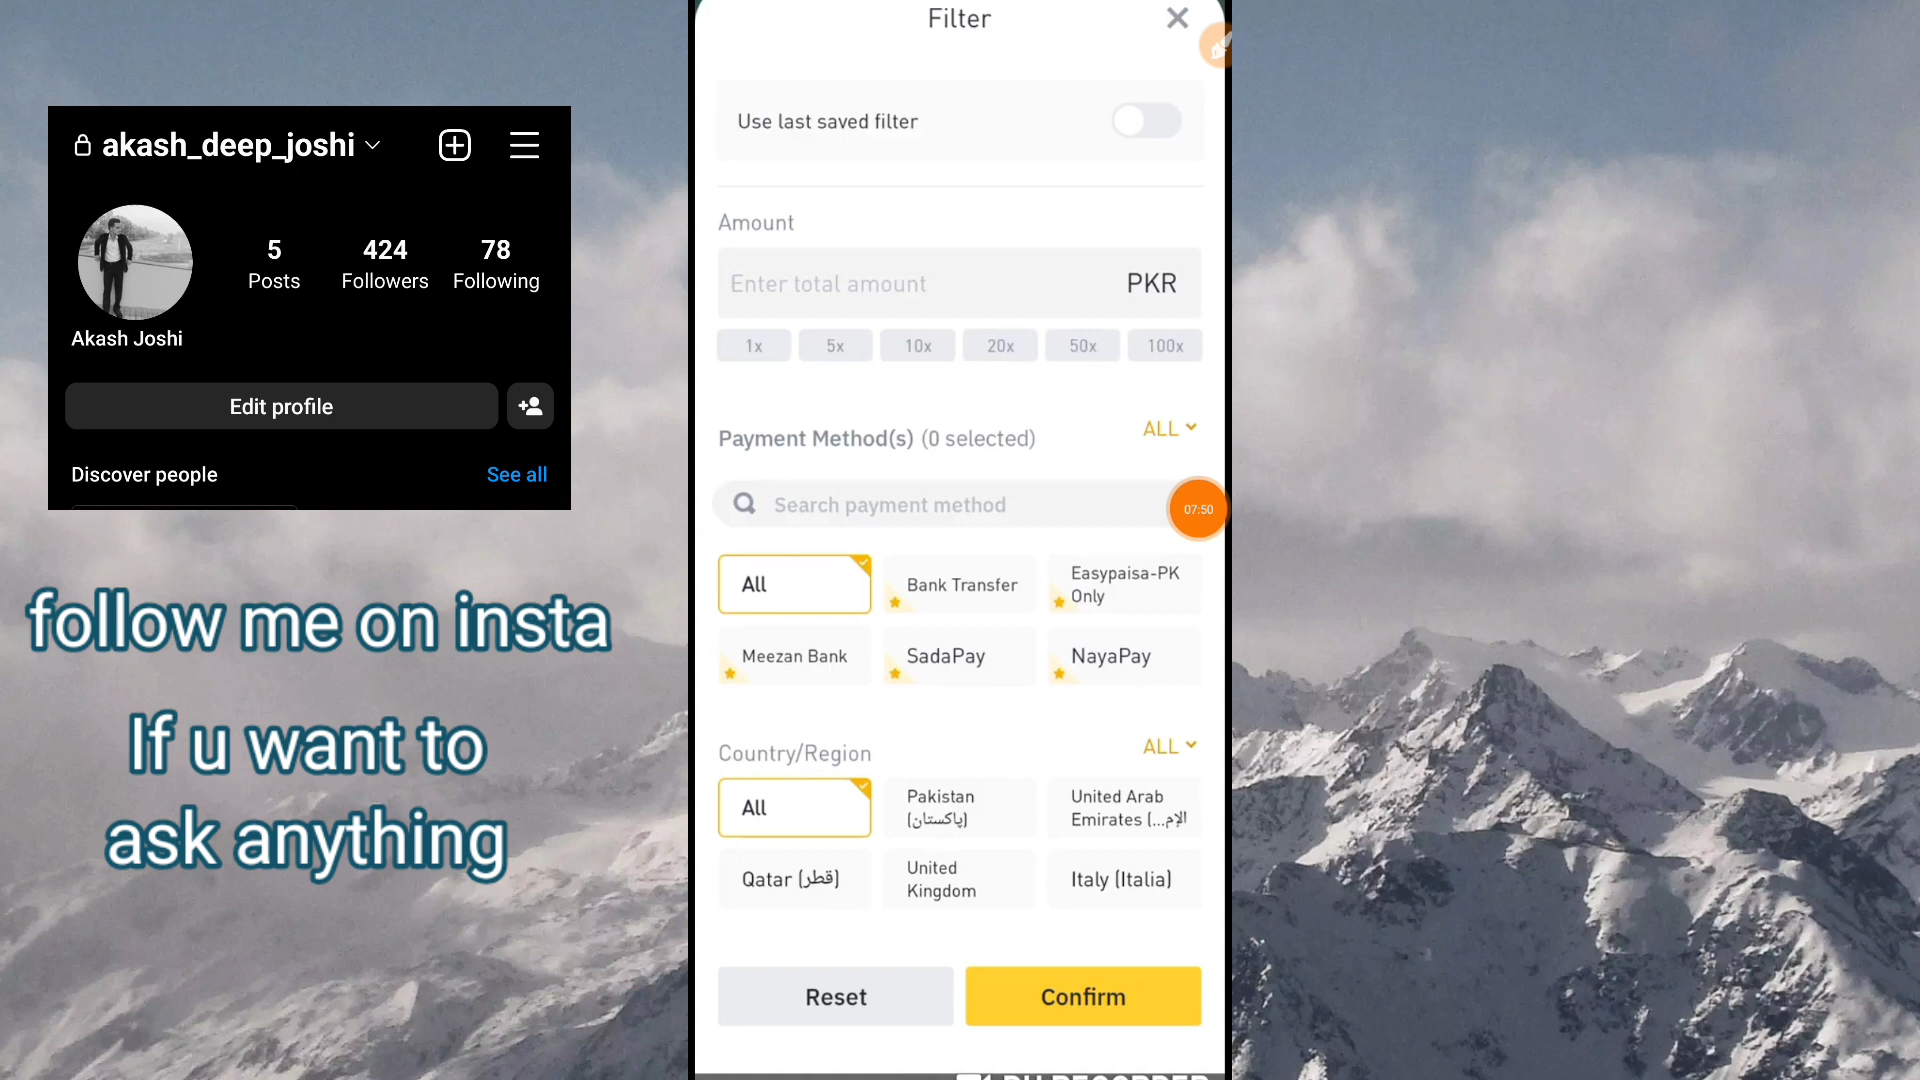 akash_deep_joshi
5 424 78
Posts Followers Following
Akash Joshi
Edit profile
Discover people See all
follow me on insta
If u want to
ask anything
Filter
Use last saved filter
Amount
Enter total amount PKR
1x 5x 10x 20x 50x 100x
Payment Method(s) (0 selected) ALL
Search payment method
07:50
All
Bank Transfer
Easypaisa-PK
Only
Meezan Bank
SadaPay
NayaPay
Country/Region ALL
All
Pakistan
(پاکستان)
United Arab
Emirates (...الإم
Qatar (قطر)
United
Kingdom
Italy (Italia)
Reset
Confirm